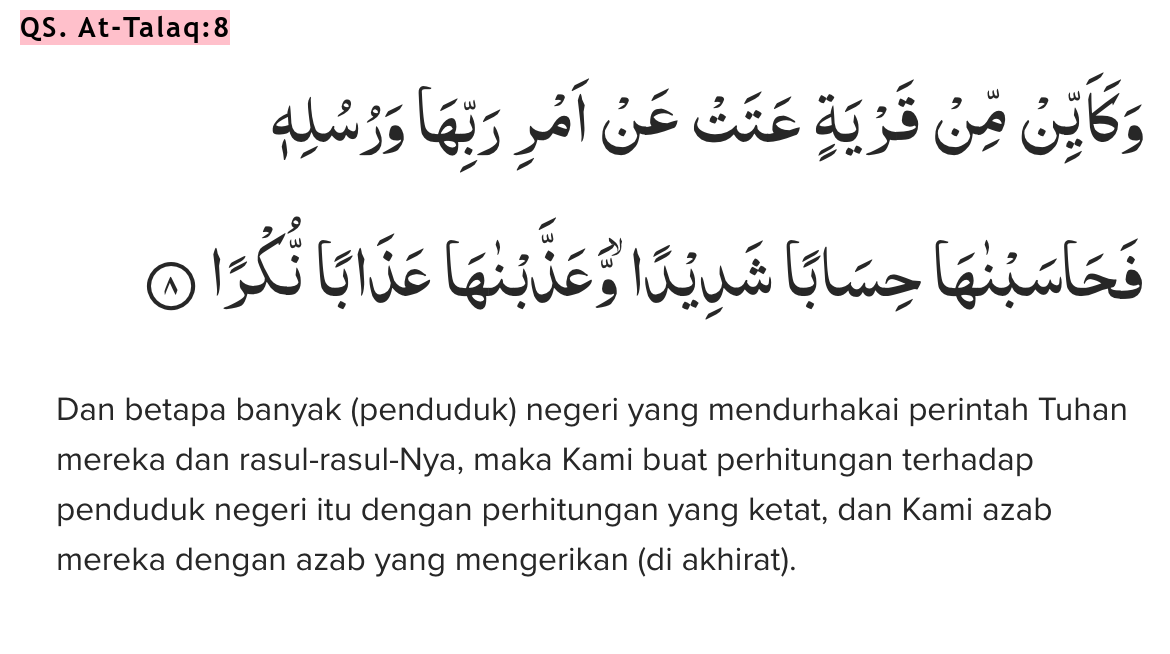 QS. At-Talaq:8
وَكَاَيِّنْ مِّنْ قَرْيَةٍ عَتَتْ عَنْ اَمْرِ رَبِّهَا وَرُسُلِهٖ
فَحَاسَبْنٰهَا حِسَابًا شَدِيْدًا وَّعَذَّبْنٰهَا عَذَابًا نُّكْرًا ٨
Dan betapa banyak (penduduk) negeri yang mendurhakai perintah Tuhan
mereka dan rasul-rasul-Nya, maka Kami buat perhitungan terhadap
penduduk negeri itu dengan perhitungan yang ketat, dan Kami azab
mereka dengan azab yang mengerikan (di akhirat).